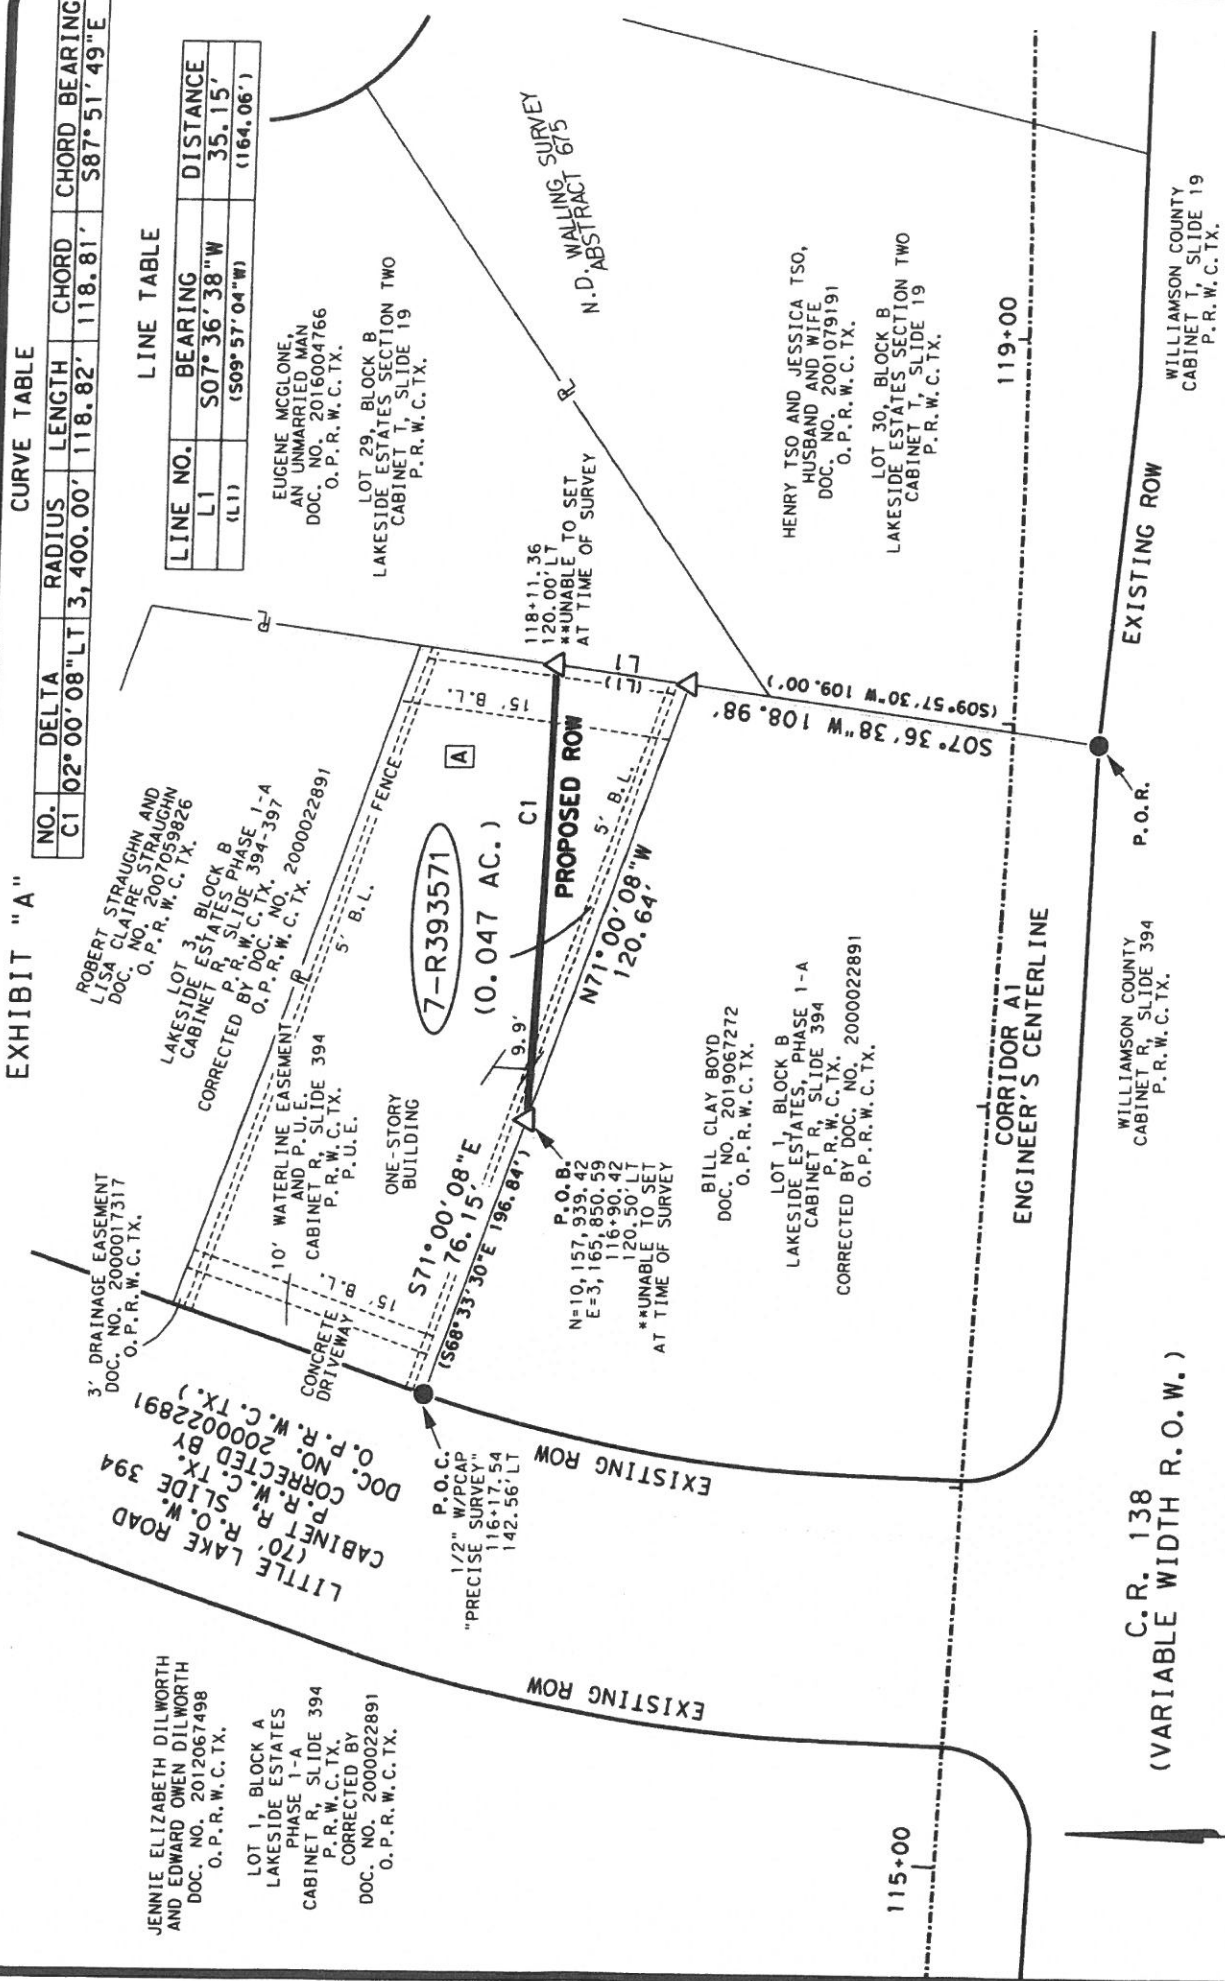 EXHIBIT "A"
CURVE TABLE
NO. DELTA RADIUS LENGTH CHORD CHORD BEARING
C1 02°00'08"LT 3,400.00' 118.82' 118.81' S87°51'49"E
LINE TABLE
LINE NO. BEARING DISTANCE
L1 S07°36'38"W 35.15'
(L1) (S09°57'04"W) (164.06')
ROBERT STRAUGHN AND
LISA CLAIRE STRAUGHN
DOC. NO. 2007059826
O.P.R.W.C.TX.
LOT 3, BLOCK B
LAKESIDE ESTATES PHASE 1-A
CABINET R, SLIDE 394-397
P.R.W.C.TX.
CORRECTED BY DOC. NO. 2000022891
O.P.R.W.C.TX.
EUGENE MCGLONE,
AN UNMARRIED MAN
DOC. NO. 2016004766
O.P.R.W.C.TX.
LOT 29, BLOCK B
LAKESIDE ESTATES SECTION TWO
CABINET T, SLIDE 19
P.R.W.C.TX.
N.D. WALLING SURVEY
ABSTRACT 675
3' DRAINAGE EASEMENT
DOC. NO. 2000017317
O.P.R.W.C.TX.
PL
PL
PL
FENCE
5' B.L.
10' WATERLINE EASEMENT
AND P.U.E.
CABINET R, SLIDE 394
P.R.W.C.TX.
P.U.E.
15' B.L.
CONCRETE
DRIVEWAY
ONE-STORY
BUILDING
7-R393571
(0.047 AC.)
A
15' B.L.
C1
PROPOSED ROW
5' B.L.
9.9'
118+11.36
120.00'LT
**UNABLE TO SET
AT TIME OF SURVEY
L1
(L1)
S71°00'08"E
76.15'
(S68°33'30"E 196.84')
N71°00'08"W
120.64'
P.O.B.
N=10,157,939.42
E=3,165,850.59
116+90.42
120.50'LT
**UNABLE TO SET
AT TIME OF SURVEY
P.O.C.
1/2" W/PCAP
"PRECISE SURVEY"
116+17.54
142.56'LT
LITTLE LAKE ROAD
(70' R.O.W.
CABINET R, SLIDE 394
P.R.W.C.TX.
CORRECTED BY
DOC. NO. 2000022891
O.P.R.W.C.TX.)
JENNIE ELIZABETH DILWORTH
AND EDWARD OWEN DILWORTH
DOC. NO. 2012067498
O.P.R.W.C.TX.
LOT 1, BLOCK A
LAKESIDE ESTATES
PHASE 1-A
CABINET R, SLIDE 394
P.R.W.C.TX.
CORRECTED BY
DOC. NO. 2000022891
O.P.R.W.C.TX.
EXISTING ROW
EXISTING ROW
BILL CLAY BOYD
DOC. NO. 2019067272
O.P.R.W.C.TX.
LOT 1, BLOCK B
LAKESIDE ESTATES, PHASE 1-A
CABINET R, SLIDE 394
P.R.W.C.TX.
CORRECTED BY DOC. NO. 2000022891
O.P.R.W.C.TX.
S07°36'38"W 108.98'
(S09°57'30"W 109.00')
HENRY TSO AND JESSICA TSO,
HUSBAND AND WIFE
DOC. NO. 2001079191
O.P.R.W.C.TX.
LOT 30, BLOCK B
LAKESIDE ESTATES SECTION TWO
CABINET T, SLIDE 19
P.R.W.C.TX.
115+00
CORRIDOR A1
ENGINEER'S CENTERLINE
119+00
P.O.R.
EXISTING ROW
C.R. 138
(VARIABLE WIDTH R.O.W.)
WILLIAMSON COUNTY
CABINET R, SLIDE 394
P.R.W.C.TX.
WILLIAMSON COUNTY
CABINET T, SLIDE 19
P.R.W.C.TX.